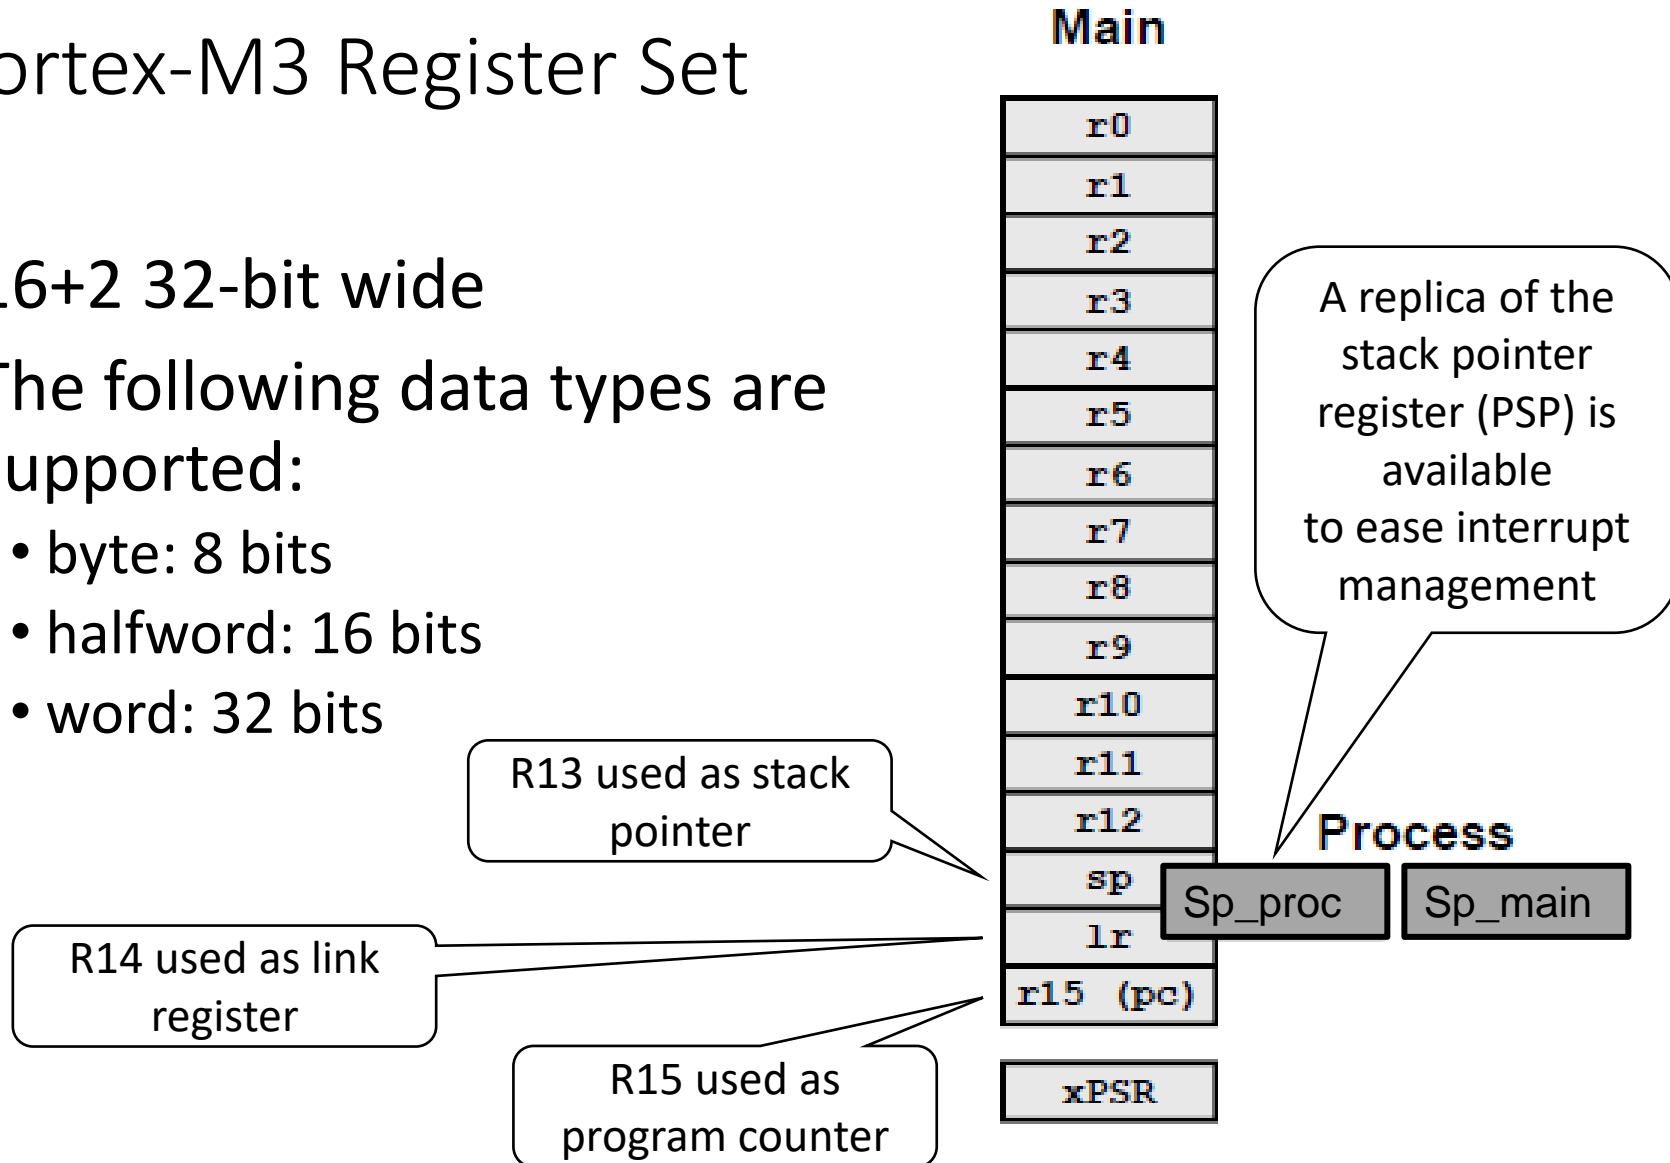 ortex-M3 Register Set
16+2 32-bit wide
The following data types are
upported:
• byte: 8 bits
• halfword: 16 bits
• word: 32 bits
Main
r0
r1
r2
r3
r4
r5
r6
r7
r8
r9
r10
r11
r12
sp
lr
r15 (pc)
xPSR
A replica of the
stack pointer
register (PSP) is
available
to ease interrupt
management
Process
Sp_proc
Sp_main
R13 used as stack
pointer
R14 used as link
register
R15 used as
program counter